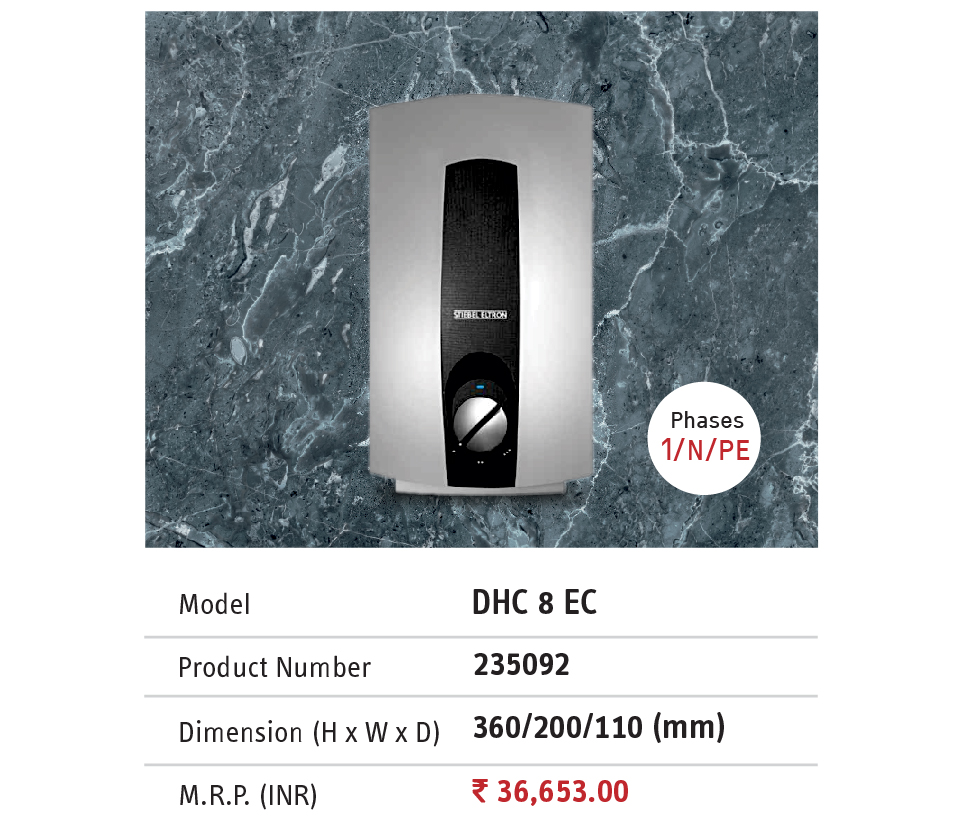 STIEBEL ELTRON
Phases
1/N/PE
Model DHC 8 EC
Product Number 235092
Dimension (H x W x D) 360/200/110 (mm)
M.R.P. (INR) ₹ 36,653.00